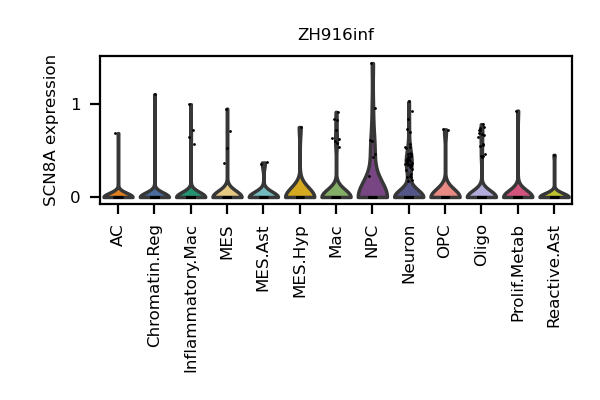 ZH916inf
SCN8A expression
1
0
AC
Chromatin.Reg
Inflammatory.Mac
MES
MES.Ast
MES.Hyp
Mac
NPC
Neuron
OPC
Oligo
Prolif.Metab
Reactive.Ast